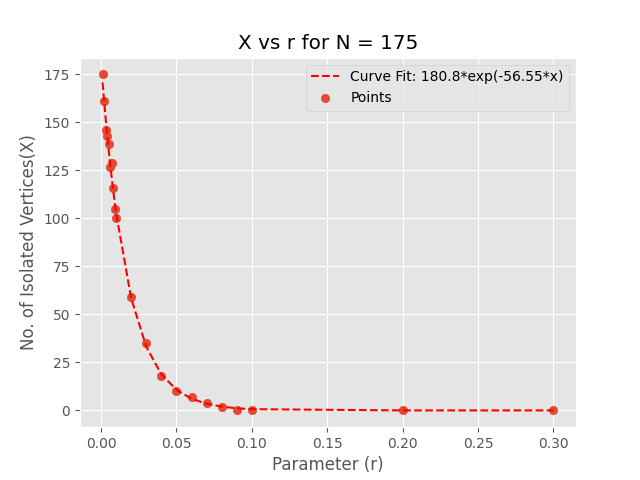 X vs r for N = 175
Curve Fit: 180.8*exp(-56.55*x)
Points
No. of Isolated Vertices(X)
175
150
125
100
75
50
25
0
0.00 0.05 0.10 0.15 0.20 0.25 0.30
Parameter (r)